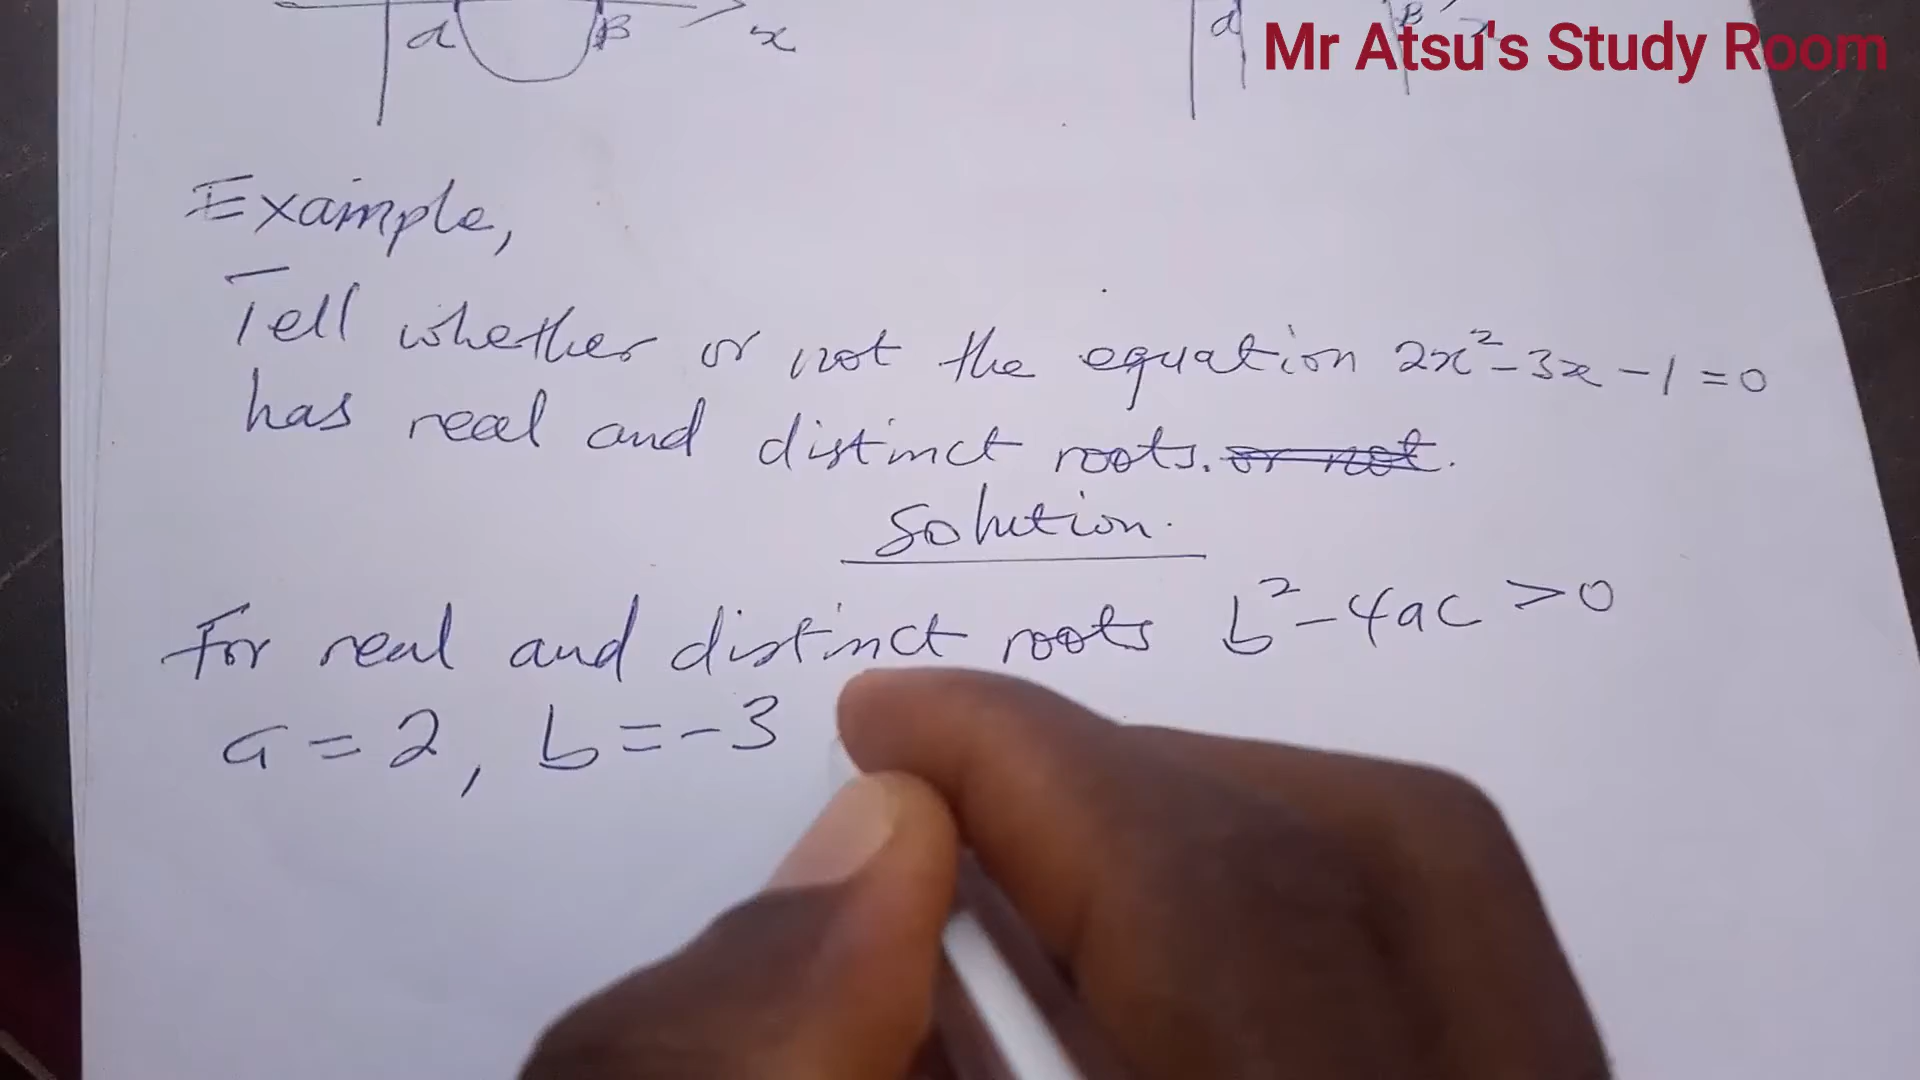 α β x
α β x
Mr Atsu's Study Room
Example,
Tell whether or not the equation 2x²-3x-1=0
has real and distinct roots. or not.
Solution.
For real and distinct roots b²-4ac >0
a=2, b=-3